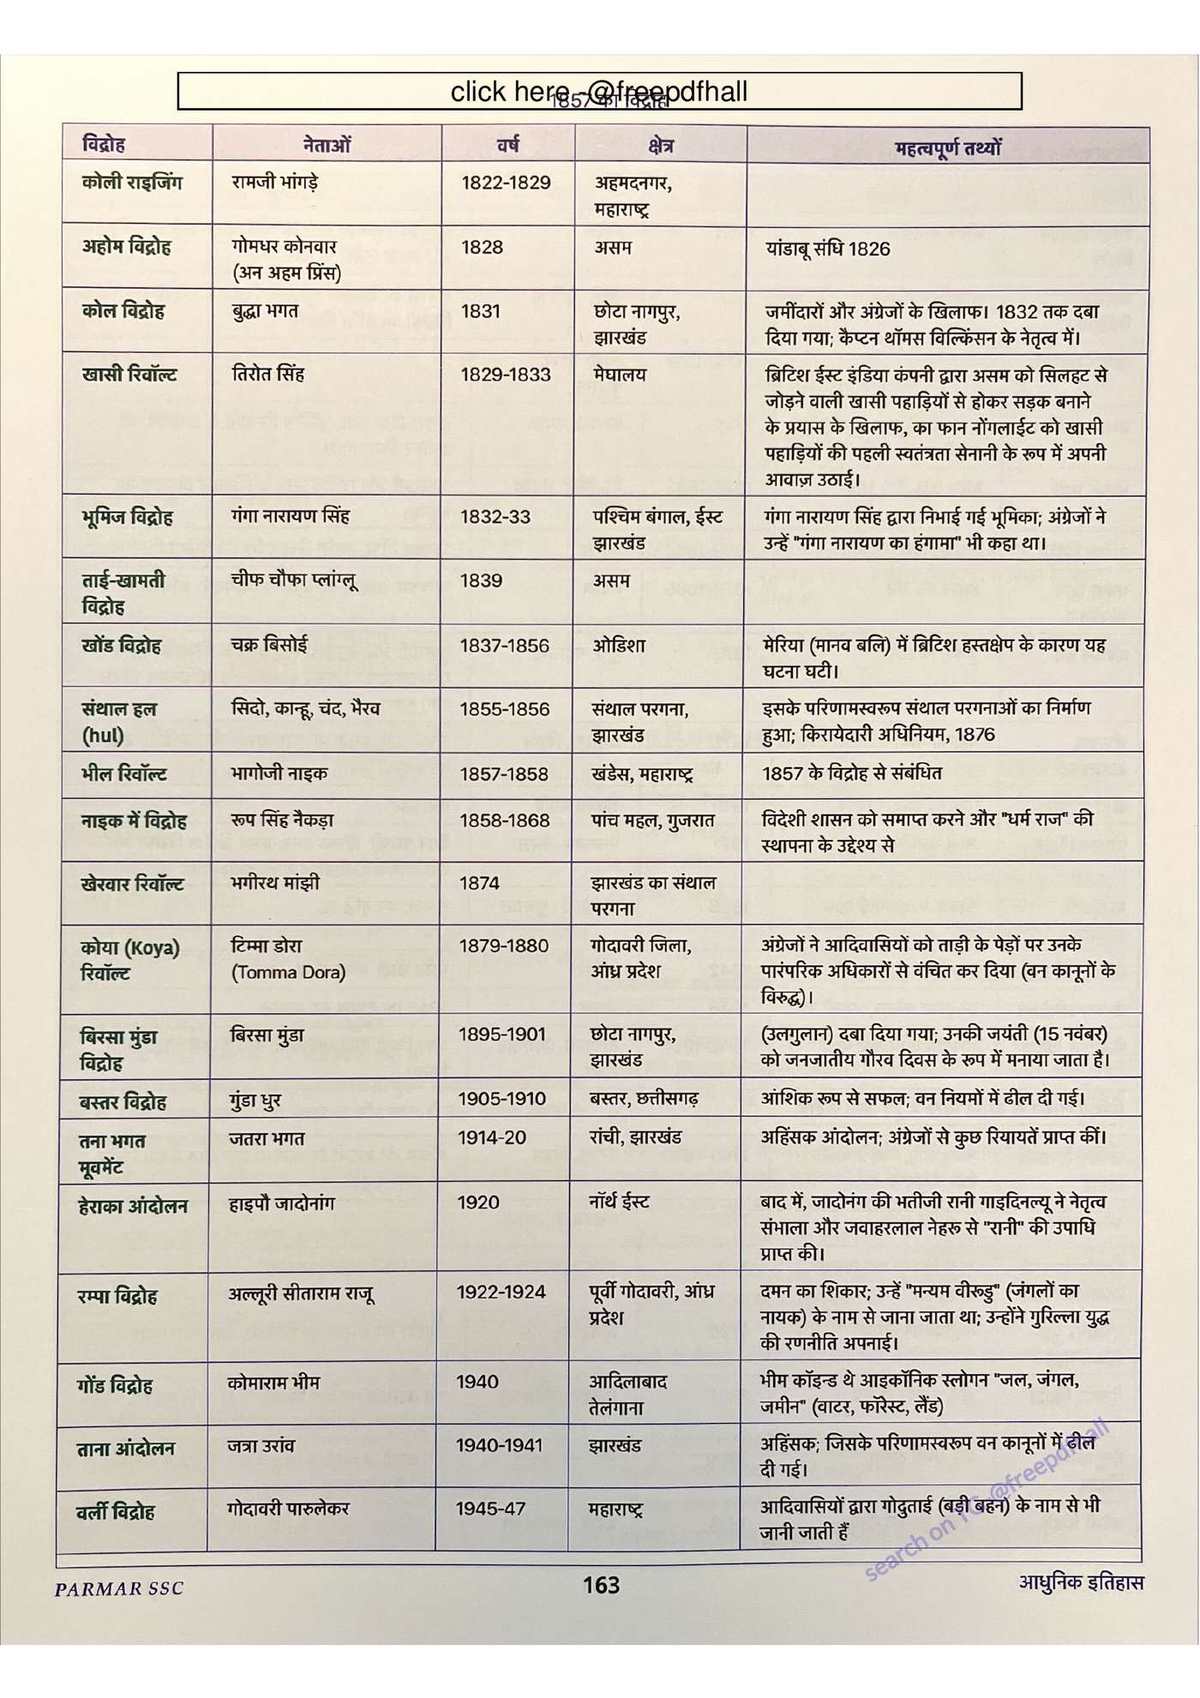 click here -@freepdfhall
1857 का विद्रोह
विद्रोह नेताओं वर्ष क्षेत्र महत्वपूर्ण तथ्यों
कोली राइजिंग रामजी भांगड़े 1822-1829 अहमदनगर,
महाराष्ट्र
अहोम विद्रोह गोमधर कोनवार 1828 असम यांडाबू संधि 1826
(अन अहम प्रिंस)
कोल विद्रोह बुद्धा भगत 1831 छोटा नागपुर, जमींदारों और अंग्रेजों के खिलाफ। 1832 तक दबा
झारखंड दिया गया; कैप्टन थॉमस विल्किंसन के नेतृत्व में।
खासी रिवॉल्ट तिरोत सिंह 1829-1833 मेघालय ब्रिटिश ईस्ट इंडिया कंपनी द्वारा असम को सिलहट से
जोड़ने वाली खासी पहाड़ियों से होकर सड़क बनाने
के प्रयास के खिलाफ, का फान नोंगलाईट को खासी
पहाड़ियों की पहली स्वतंत्रता सेनानी के रूप में अपनी
आवाज़ उठाई।
भूमिज विद्रोह गंगा नारायण सिंह 1832-33 पश्चिम बंगाल, ईस्ट गंगा नारायण सिंह द्वारा निभाई गई भूमिका; अंग्रेजों ने
झारखंड उन्हें "गंगा नारायण का हंगामा" भी कहा था।
ताई-खामती चीफ चौफा प्लांग्लू 1839 असम
विद्रोह
खोंड विद्रोह चक्र बिसोई 1837-1856 ओडिशा मेरिया (मानव बलि) में ब्रिटिश हस्तक्षेप के कारण यह
घटना घटी।
संथाल हल सिदो, कान्हू, चंद, भैरव 1855-1856 संथाल परगना, इसके परिणामस्वरूप संथाल परगनाओं का निर्माण
(hul) झारखंड हुआ; किरायेदारी अधिनियम, 1876
भील रिवॉल्ट भागोजी नाइक 1857-1858 खंडेस, महाराष्ट्र 1857 के विद्रोह से संबंधित
नाइक में विद्रोह रूप सिंह नैकड़ा 1858-1868 पांच महल, गुजरात विदेशी शासन को समाप्त करने और "धर्म राज" की
स्थापना के उद्देश्य से
खेरवार रिवॉल्ट भगीरथ मांझी 1874 झारखंड का संथाल
परगना
कोया (Koya) टिम्मा डोरा 1879-1880 गोदावरी जिला, अंग्रेजों ने आदिवासियों को ताड़ी के पेड़ों पर उनके
रिवॉल्ट (Tomma Dora) आंध्र प्रदेश पारंपरिक अधिकारों से वंचित कर दिया (वन कानूनों के
विरुद्ध)।
बिरसा मुंडा बिरसा मुंडा 1895-1901 छोटा नागपुर, (उलगुलान) दबा दिया गया; उनकी जयंती (15 नवंबर)
विद्रोह झारखंड को जनजातीय गौरव दिवस के रूप में मनाया जाता है।
बस्तर विद्रोह गुंडा धुर 1905-1910 बस्तर, छत्तीसगढ़ आंशिक रूप से सफल; वन नियमों में ढील दी गई।
तना भगत जतरा भगत 1914-20 रांची, झारखंड अहिंसक आंदोलन; अंग्रेजों से कुछ रियायतें प्राप्त कीं।
मूवमेंट
हेराका आंदोलन हाइपौ जादोनांग 1920 नॉर्थ ईस्ट बाद में, जादोनंग की भतीजी रानी गाइदिनल्यू ने नेतृत्व
संभाला और जवाहरलाल नेहरू से "रानी" की उपाधि
प्राप्त की।
रम्पा विद्रोह अल्लूरी सीताराम राजू 1922-1924 पूर्वी गोदावरी, आंध्र दमन का शिकार; उन्हें "मन्यम वीरूडु" (जंगलों का
प्रदेश नायक) के नाम से जाना जाता था; उन्होंने गुरिल्ला युद्ध
की रणनीति अपनाई।
गोंड विद्रोह कोमाराम भीम 1940 आदिलाबाद भीम कॉइन्ड थे आइकॉनिक स्लोगन "जल, जंगल,
तेलंगाना जमीन" (वाटर, फॉरेस्ट, लैंड)
ताना आंदोलन जत्रा उरांव 1940-1941 झारखंड अहिंसक; जिसके परिणामस्वरूप वन कानूनों में ढील
दी गई।
वर्ली विद्रोह गोदावरी पारुलेकर 1945-47 महाराष्ट्र आदिवासियों द्वारा गोदुताई (बड़ी बहन) के नाम से भी
जानी जाती हैं
search on TG @freepdfhall
PARMAR SSC 163 आधुनिक इतिहास